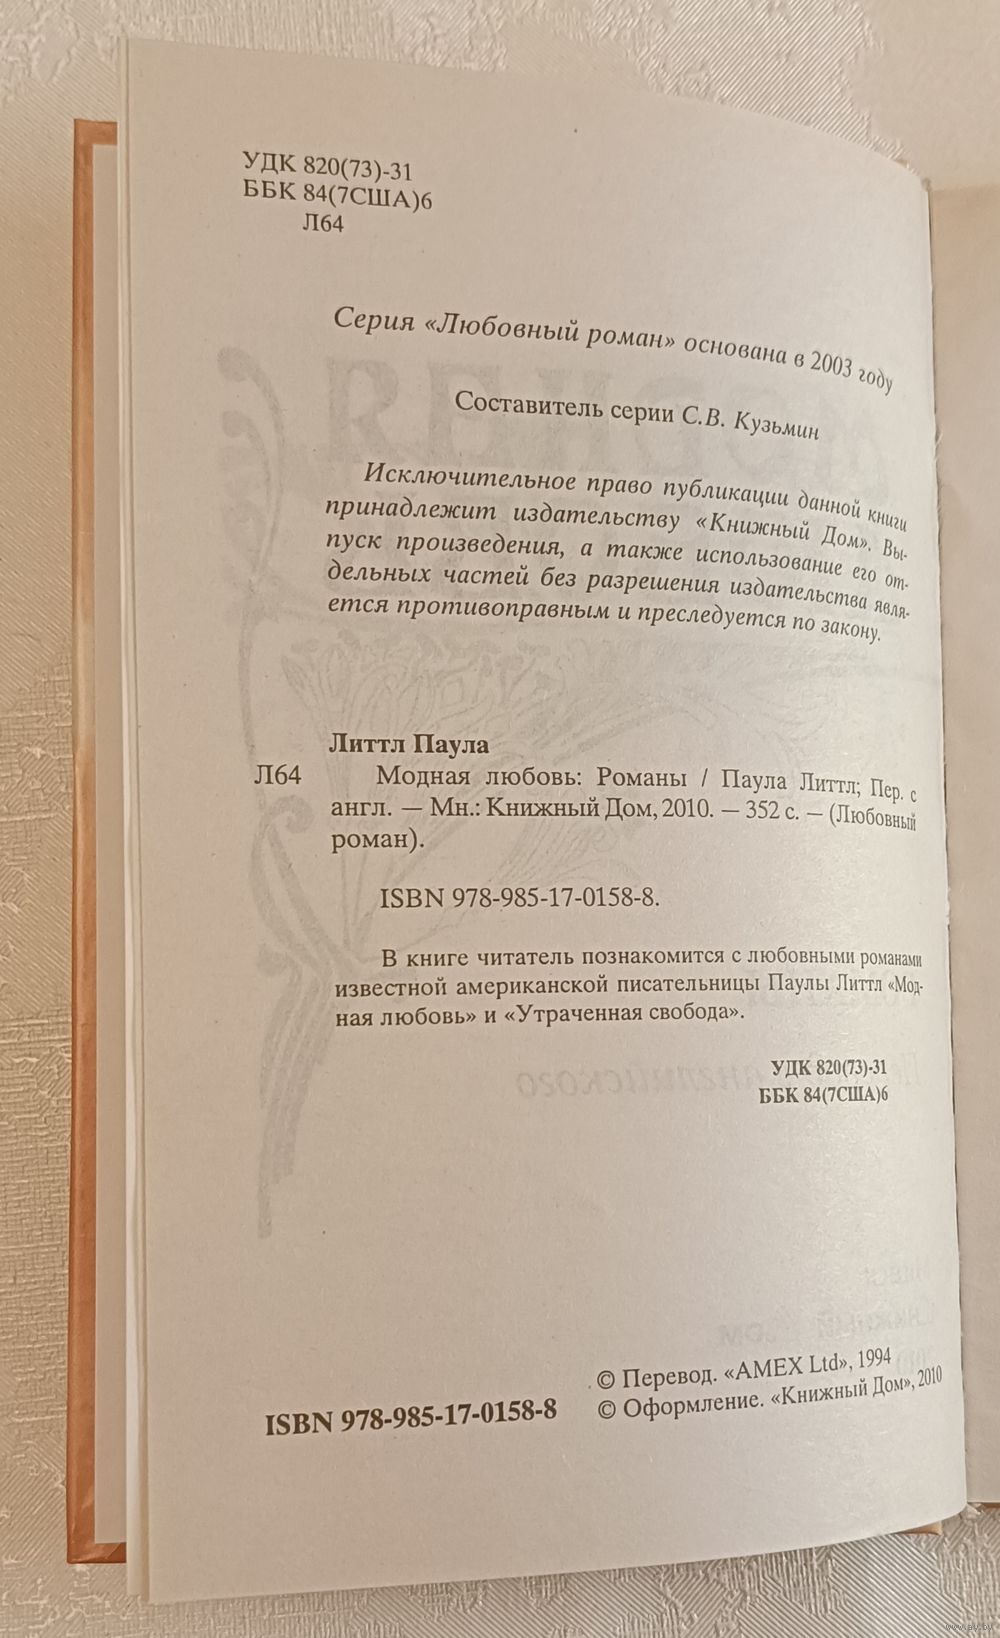 УДК 820(73)-31
ББК 84(7США)6
Л64
Серия «Любовный роман» основана в 2003 году
Составитель серии С.В. Кузьмин
Исключительное право публикации данной книги
принадлежит издательству «Книжный Дом». Вы-
пуск произведения, а также использование его от-
дельных частей без разрешения издательства явля-
ется противоправным и преследуется по закону.
Литтл Паула
Л64 Модная любовь: Романы / Паула Литтл; Пер. с
англ. — Мн.: Книжный Дом, 2010. — 352 с. — (Любовный
роман).
ISBN 978-985-17-0158-8.
В книге читатель познакомится с любовными романами
известной американской писательницы Паулы Литтл «Мод-
ная любовь» и «Утраченная свобода».
УДК 820(73)-31
ББК 84(7США)6
© Перевод. «AMEX Ltd», 1994
© Оформление. «Книжный Дом», 2010
ISBN 978-985-17-0158-8